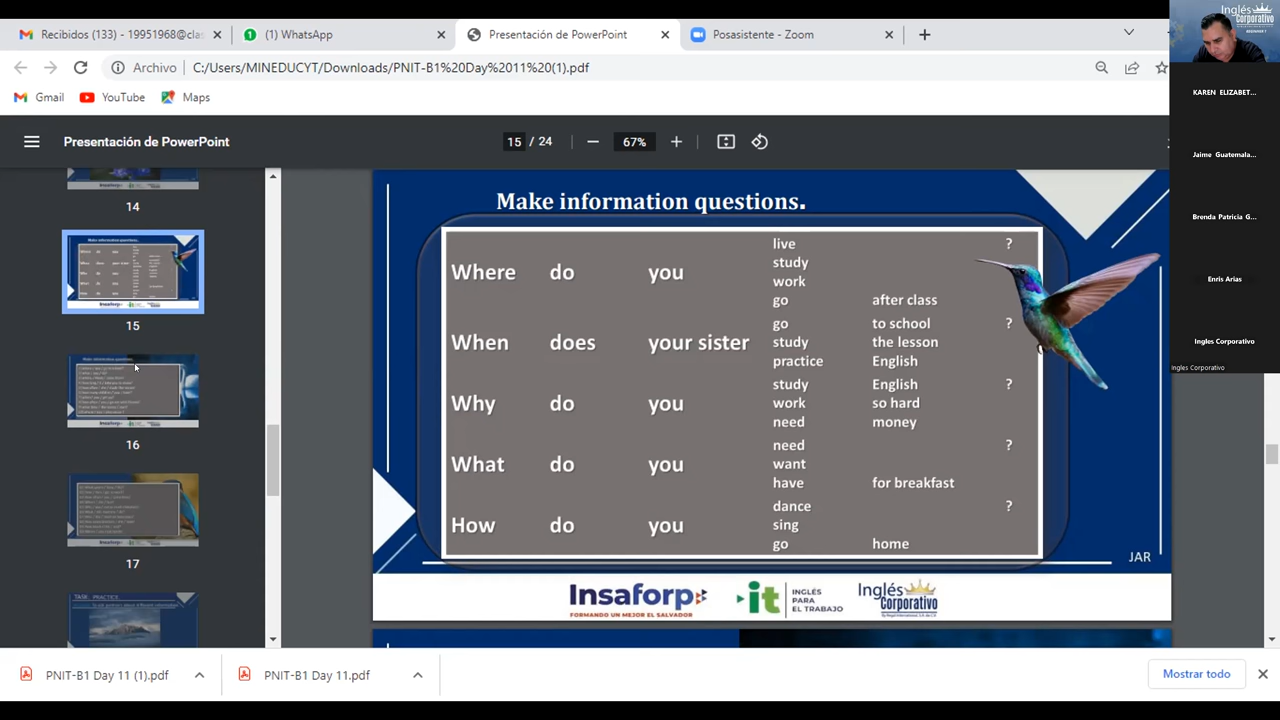 Recibidos (133) - 19951968@clas
(1) WhatsApp
Presentación de PowerPoint
Posasistente - Zoom
Archivo
C:/Users/MINEDUCYT/Downloads/PNIT-B1%20Day%2011%20(1).pdf
Gmail
YouTube
Maps
Presentación de PowerPoint
15 / 24
67%
14
15
16
17
TASK: PRACTICE
Make information questions.
Where do you live ?
study
work
go after class
When does your sister go to school ?
study the lesson
practice English
Why do you study English ?
work so hard
need money
What do you need ?
want
have for breakfast
How do you dance ?
sing
go home
JAR
Insaforp
FORMANDO UN MEJOR EL SALVADOR
it
INGLÉS
PARA
EL TRABAJO
Inglés
Corporativo
Inglés
Corporativo
KAREN ELIZABET...
Jaime Guatemala...
Brenda Patricia G...
Enris Arias
Ingles Corporativo
Ingles Corporativo
PNIT-B1 Day 11 (1).pdf
PNIT-B1 Day 11.pdf
Mostrar todo